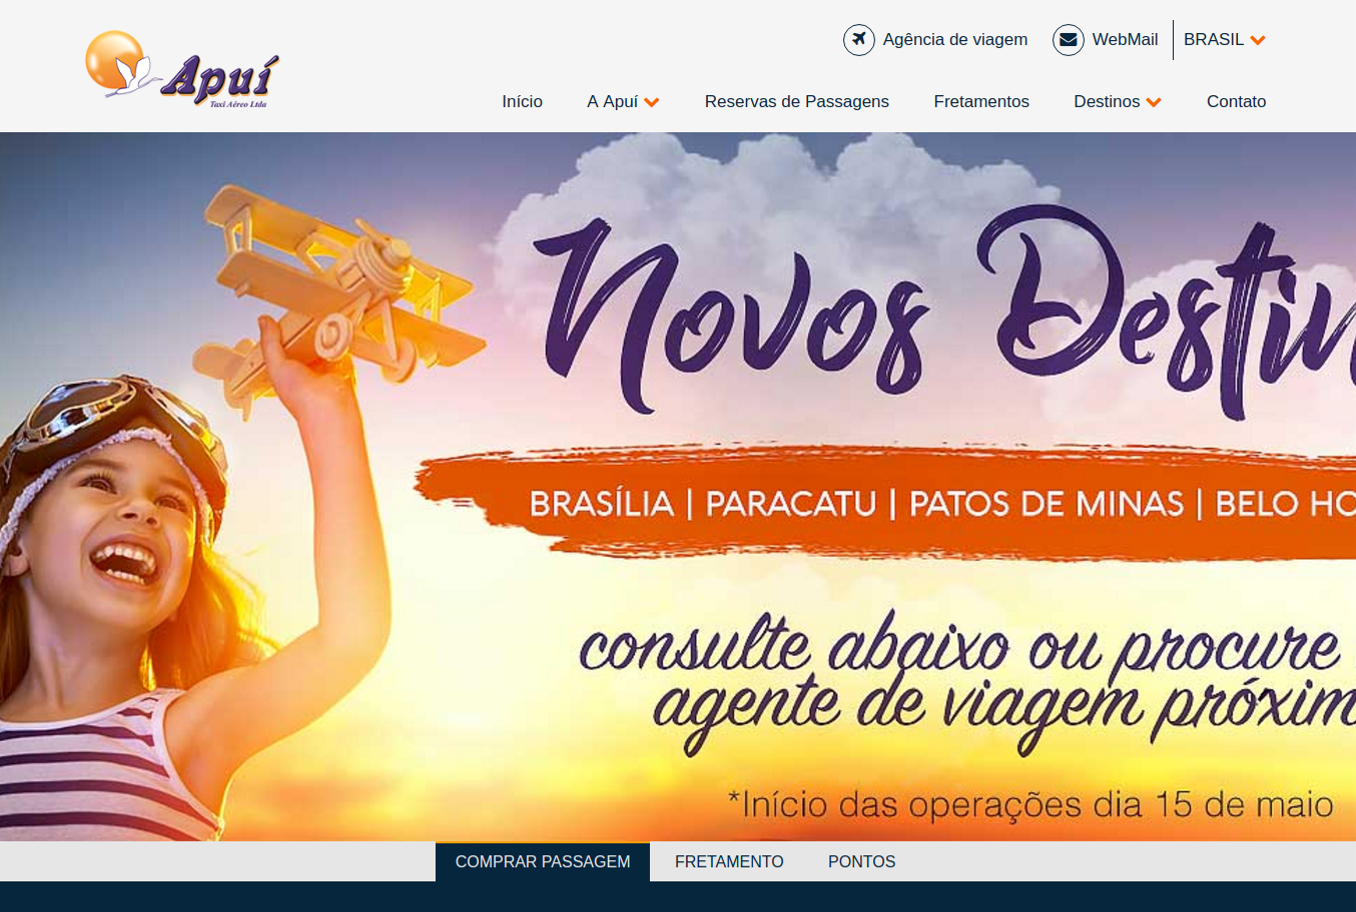 Apuí
Taxi Aéreo Ltda
Agência de viagem
WebMail
BRASIL
Início
A Apuí
Reservas de Passagens
Fretamentos
Destinos
Contato
Novos
BRASÍLIA | PARACATU | PATOS DE MINAS | BELO HO
consulte abaixo ou procure
agente de viagem próxim
*Início das operações dia 15 de maio
COMPRAR PASSAGEM
FRETAMENTO
PONTOS